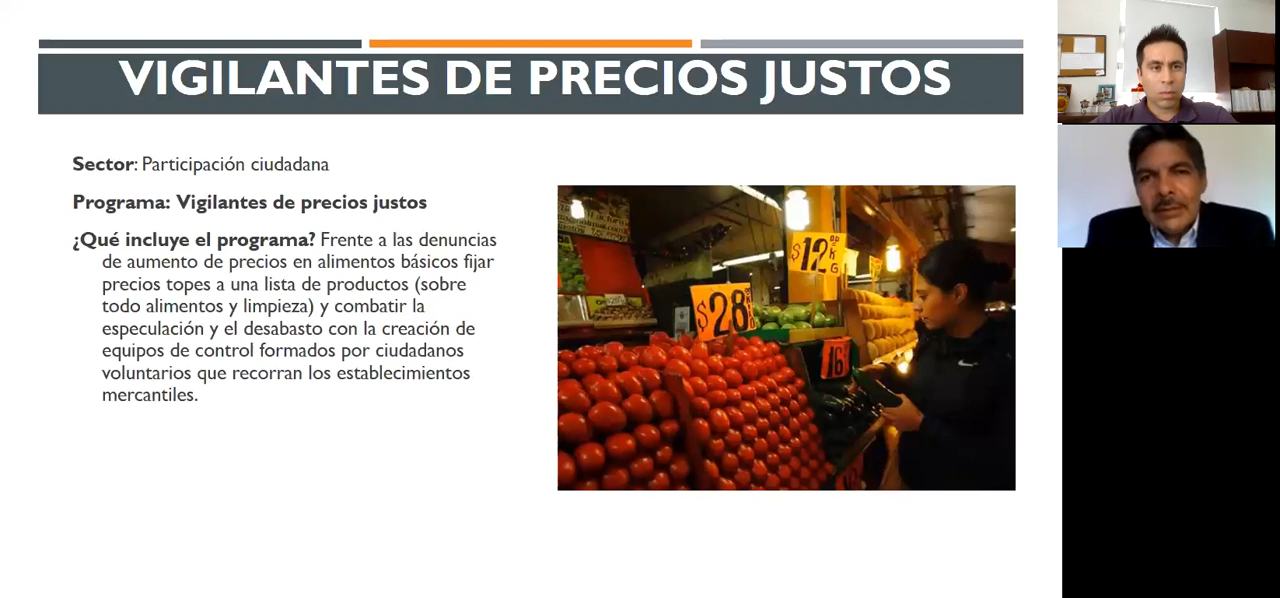 VIGILANTES DE PRECIOS JUSTOS
Sector: Participación ciudadana
Programa: Vigilantes de precios justos
¿Qué incluye el programa? Frente a las denuncias
de aumento de precios en alimentos básicos fijar
precios topes a una lista de productos (sobre
todo alimentos y limpieza) y combatir la
especulación y el desabasto con la creación de
equipos de control formados por ciudadanos
voluntarios que recorran los establecimientos
mercantiles.
$12
$28
16